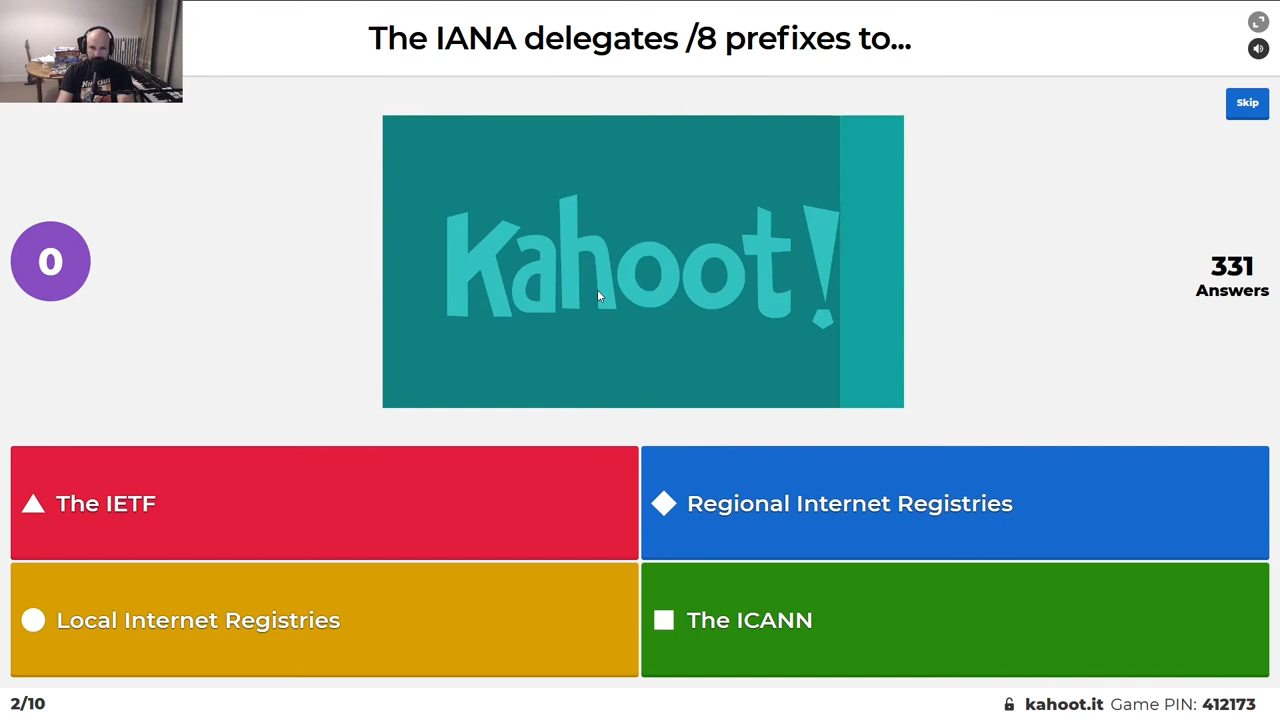 The IANA delegates /8 prefixes to...
Skip
Kahoot!
0
331
Answers
The IETF
Regional Internet Registries
Local Internet Registries
The ICANN
2/10
kahoot.it Game PIN: 412173